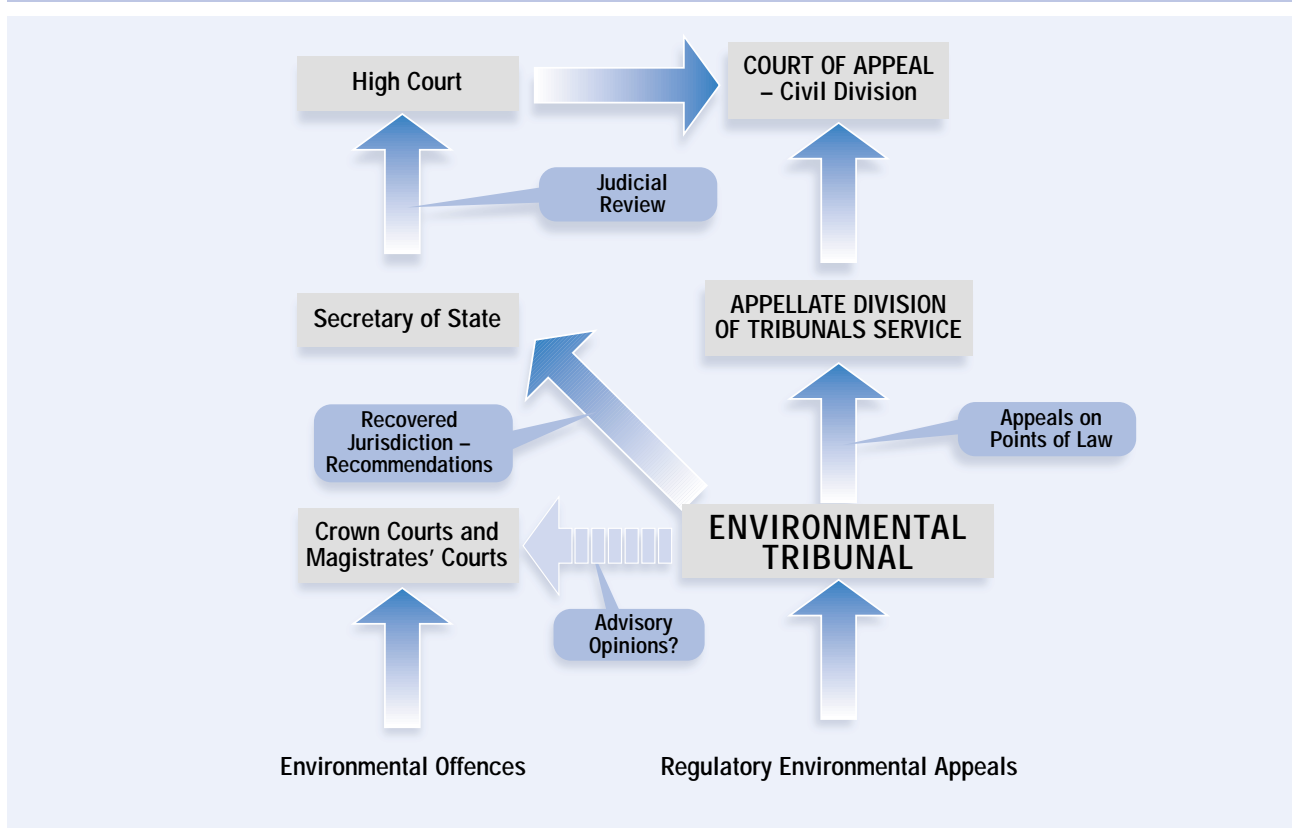 High Court
COURT OF APPEAL
– Civil Division
Judicial
Review
Secretary of State
APPELLATE DIVISION
OF TRIBUNALS SERVICE
Recovered
Jurisdiction –
Recommendations
Appeals on
Points of Law
Crown Courts and
Magistrates’ Courts
ENVIRONMENTAL
TRIBUNAL
Advisory
Opinions?
Environmental Offences
Regulatory Environmental Appeals